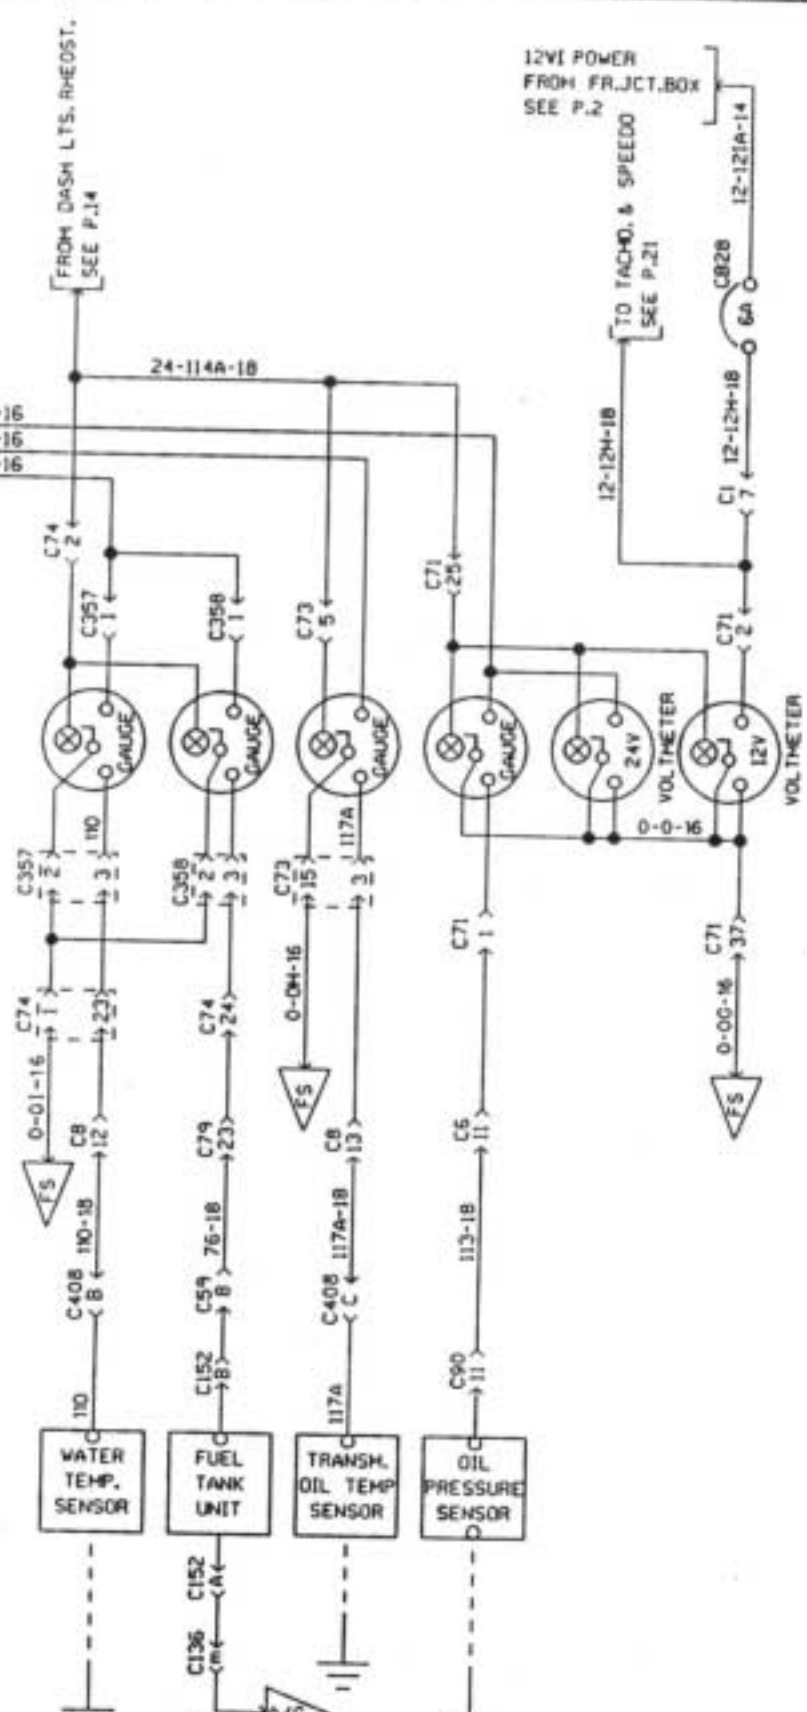 FROM DASH LTS. RHEOST.
SEE P.14
12VI POWER
FROM FR.JCT.BOX
SEE P.2
TO TACHO. & SPEEDO
SEE P.21
12-121A-14
CB28
6A
24-114A-18
-16
-16
-16
12-12H-18
12-12H-18
C1
7
C74
2
C357
1
C358
1
C73
5
C71
25
C71
2
GAUGE
GAUGE
GAUGE
GAUGE
24V
VOLTMETER
12V
VOLTMETER
0-0-16
110
117A
C357
2
3
C358
2
3
C73
15
3
C71
1
C71
37
C74
1
23
C74
24
0-0H-16
0-0G-16
0-01-16
FS
FS
FS
C8
12
C79
23
C8
13
C6
11
110-18
76-18
117A-18
113-18
C408
B
C59
B
C408
C
C152
B
C90
11
110
117A
WATER
TEMP.
SENSOR
FUEL
TANK
UNIT
TRANSM.
OIL TEMP
SENSOR
OIL
PRESSURE
SENSOR
C152
A
C136
E